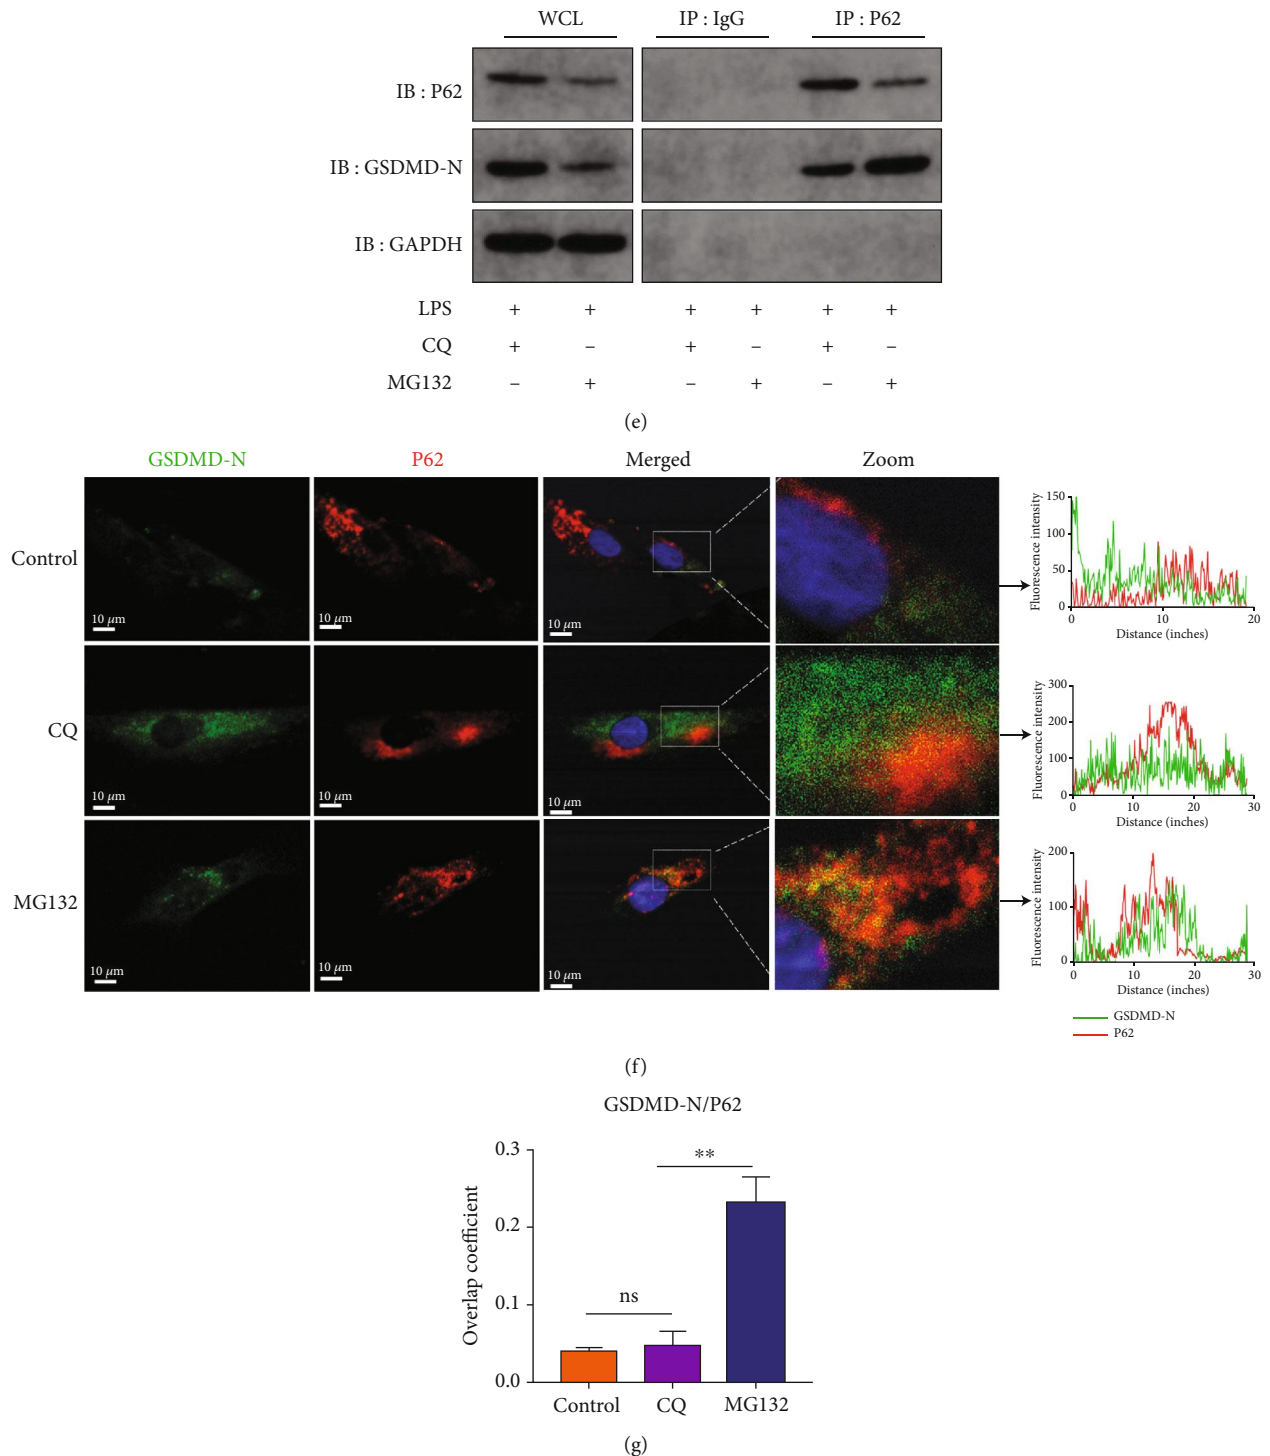 WCL IP : IgG IP : P62
IB : P62
IB : GSDMD-N
IB : GAPDH
LPS + + + + + +
CQ + – + – + –
MG132 – + – + – +
(e)
GSDMD-N P62 Merged Zoom
Control
10 μm 10 μm 10 μm
Fluorescence intensity
150
100
50
0
0 10 20
Distance (inches)
CQ
10 μm 10 μm 10 μm
Fluorescence intensity
300
200
100
0
0 10 20 30
Distance (inches)
MG132
10 μm 10 μm 10 μm
Fluorescence intensity
200
100
0
0 10 20 30
Distance (inches)
GSDMD-N
P62
(f)
GSDMD-N/P62
Overlap coefficient
0.3
0.2
0.1
0.0
**
ns
Control CQ MG132
(g)